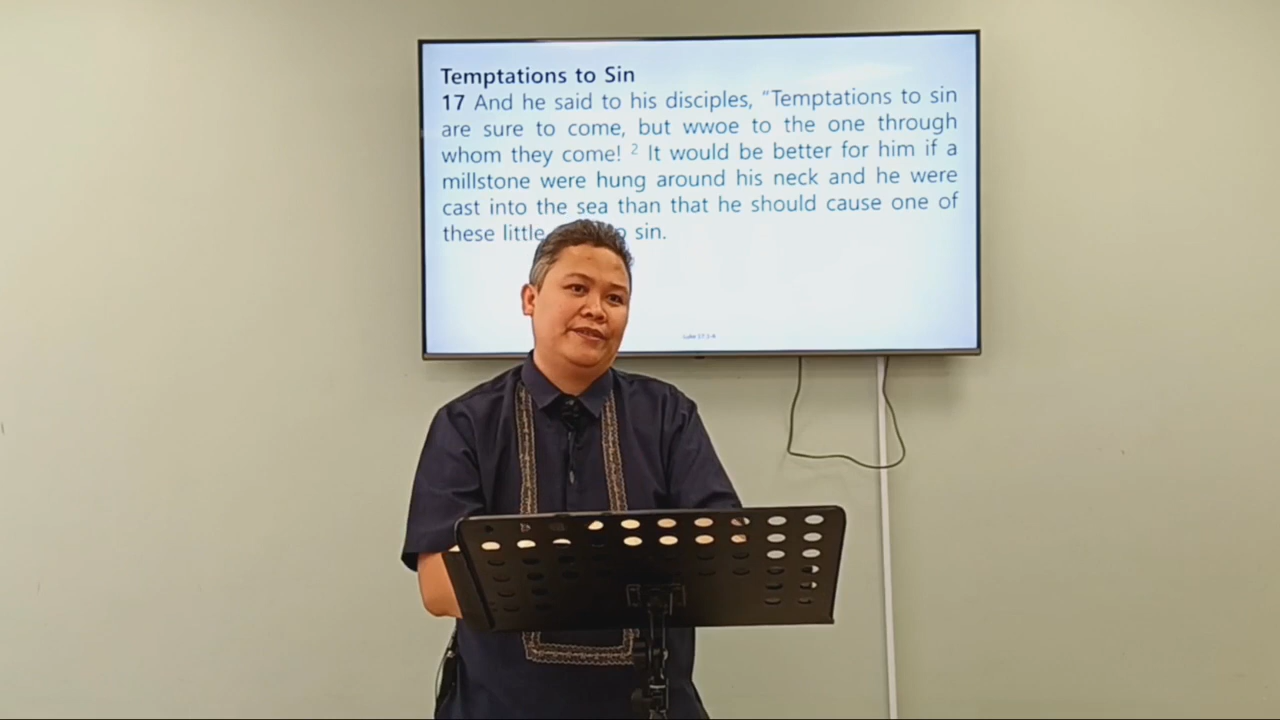 Temptations to Sin
17 And he said to his disciples, “Temptations to sin
are sure to come, but wwoe to the one through
whom they come! ² It would be better for him if a
millstone were hung around his neck and he were
cast into the sea than that he should cause one of
these little sin.